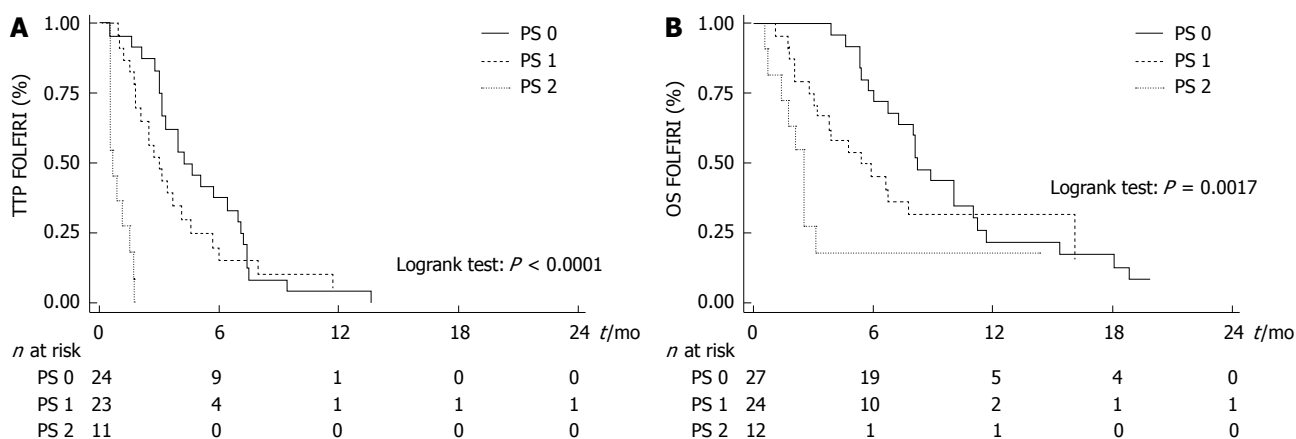 A
TTP FOLFIRI (%)
1.00
0.75
0.50
0.25
0.00
PS 0
PS 1
PS 2
Logrank test: P < 0.0001
0 6 12 18 24 t/mo
n at risk
PS 0 24 9 1 0 0
PS 1 23 4 1 1 1
PS 2 11 0 0 0 0
B
OS FOLFIRI (%)
1.00
0.75
0.50
0.25
0.00
PS 0
PS 1
PS 2
Logrank test: P = 0.0017
0 6 12 18 24 t/mo
n at risk
PS 0 27 19 5 4 0
PS 1 24 10 2 1 1
PS 2 12 1 1 0 0